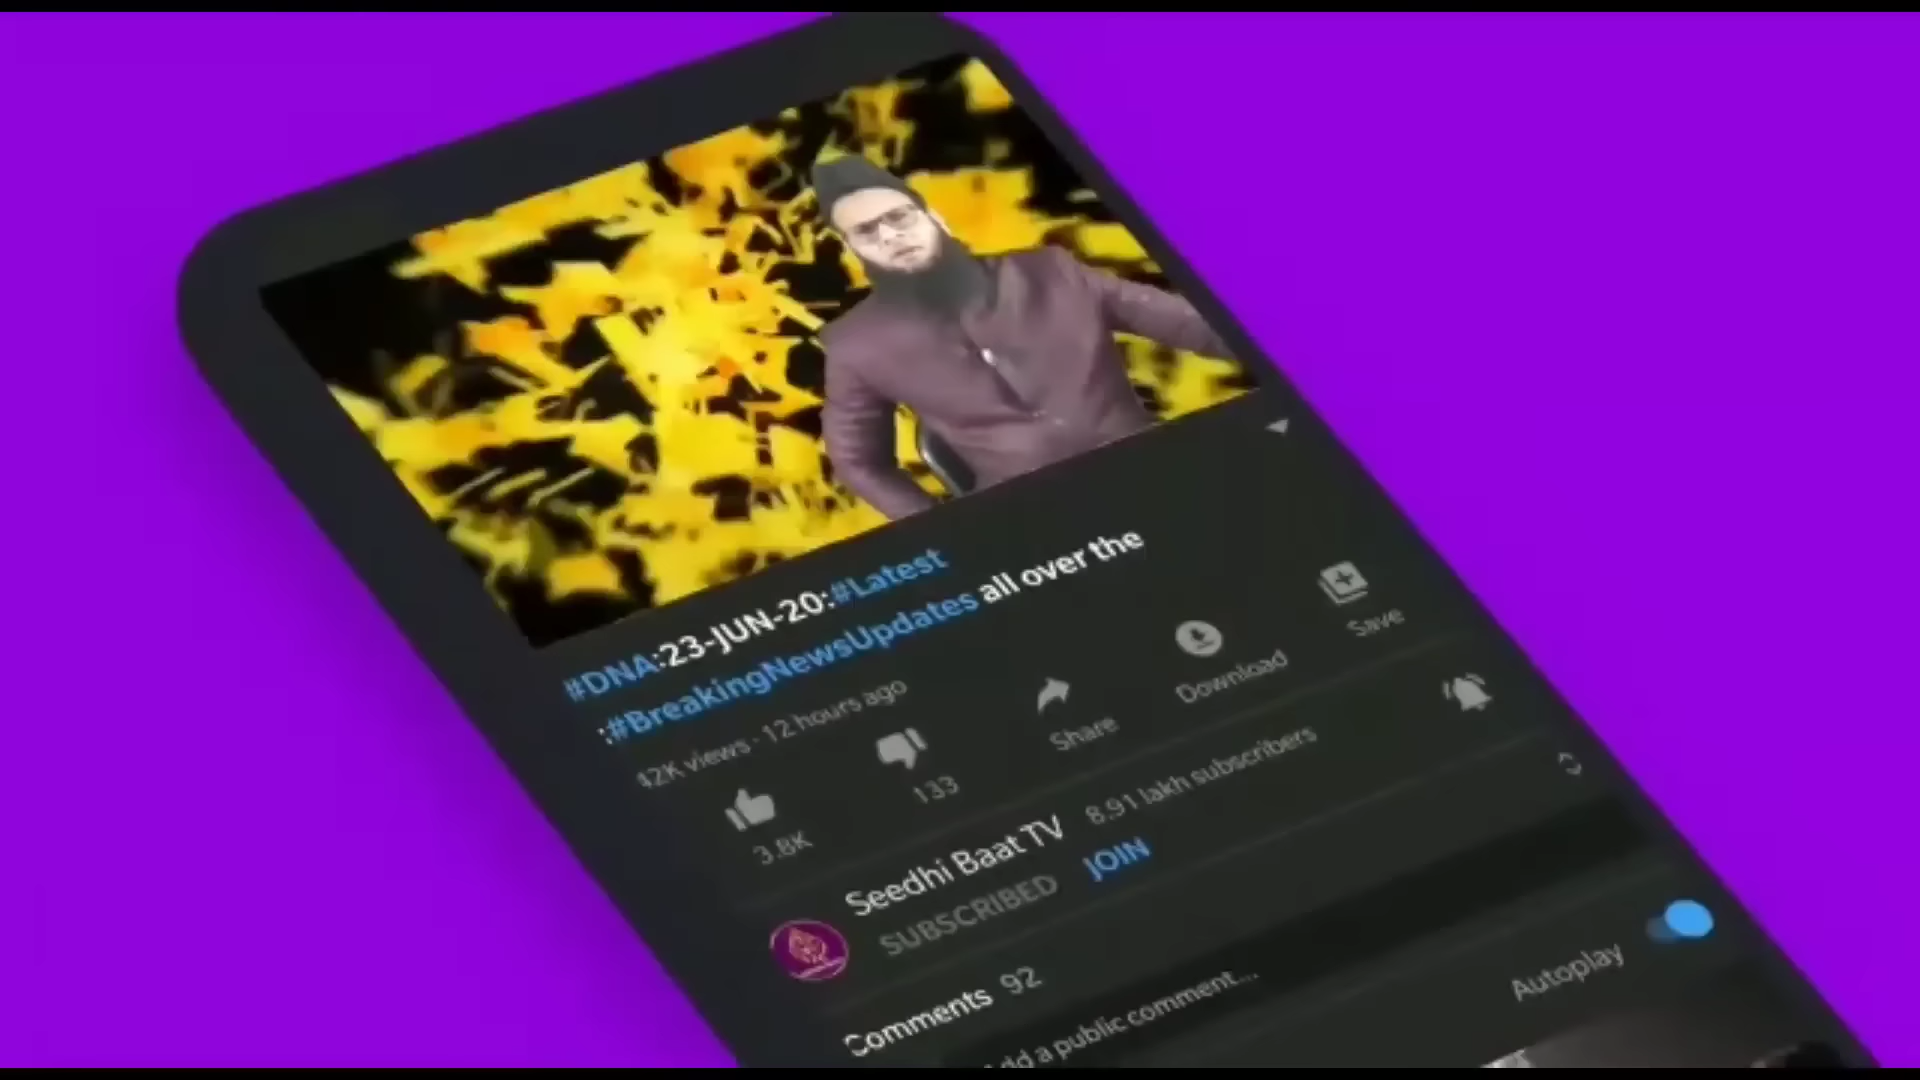 #DNA:23-JUN-20:#Latest
:#BreakingNewsUpdates all over the
42K views · 12 hours ago
3.8K
133
Share
Download
Save
Seedhi Baat TV 8.91 lakh subscribers
SUBSCRIBED JOIN
Comments 92
Add a public comment...
Autoplay